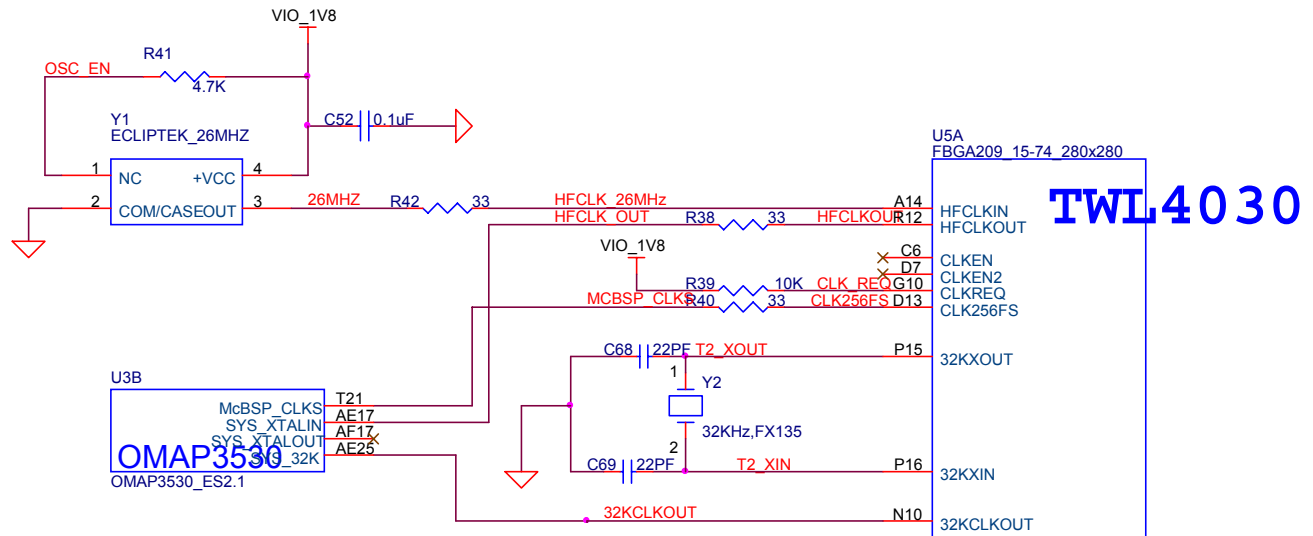 VIO_1V8
R41
OSC_EN
4.7K
Y1
ECLIPTEK_26MHZ
C52 0.1uF
1 NC +VCC 4
2 COM/CASE OUT 3
26MHZ R42 33 HFCLK_26MHz A14 HFCLKIN
HFCLK_OUT R38 33 HFCLKOUT R12 HFCLKOUT
U5A
FBGA209_15-74_280x280
TWL4030
VIO_1V8
C6 CLKEN
D7 CLKEN2
R39 10K CLK_REQ G10 CLKREQ
MCBSP_CLKS R40 33 CLK256FS D13 CLK256FS
C68 22PF T2_XOUT P15 32KXOUT
1
Y2
32KHz,FX135
2
C69 22PF T2_XIN P16 32KXIN
32KCLKOUT N10 32KCLKOUT
U3B
McBSP_CLKS T21
SYS_XTALIN AE17
SYS_XTALOUT AF17
SYS_32K AE25
OMAP3530
OMAP3530_ES2.1